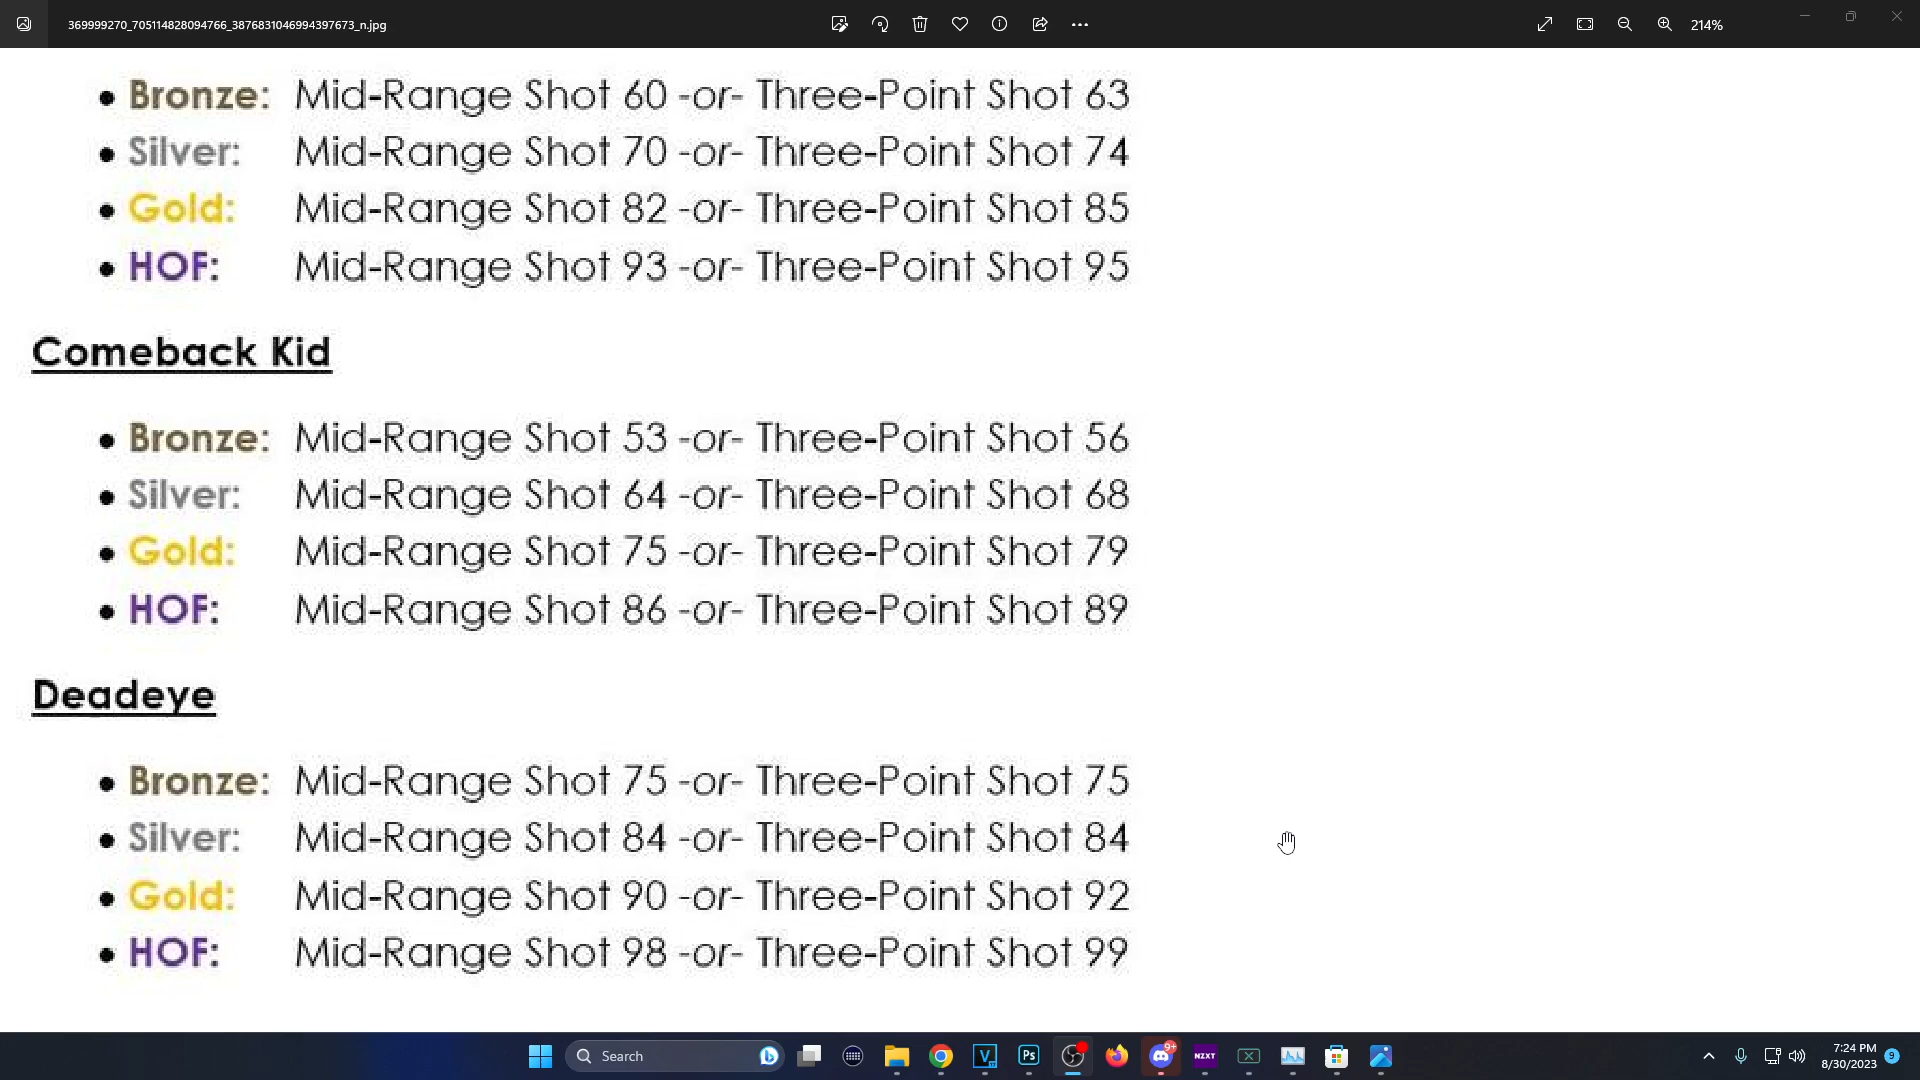 369999270_705114828094766_3876831046994397673_n.jpg
214%
• Bronze: Mid-Range Shot 60 -or- Three-Point Shot 63
• Silver: Mid-Range Shot 70 -or- Three-Point Shot 74
• Gold: Mid-Range Shot 82 -or- Three-Point Shot 85
• HOF: Mid-Range Shot 93 -or- Three-Point Shot 95
Comeback Kid
• Bronze: Mid-Range Shot 53 -or- Three-Point Shot 56
• Silver: Mid-Range Shot 64 -or- Three-Point Shot 68
• Gold: Mid-Range Shot 75 -or- Three-Point Shot 79
• HOF: Mid-Range Shot 86 -or- Three-Point Shot 89
Deadeye
• Bronze: Mid-Range Shot 75 -or- Three-Point Shot 75
• Silver: Mid-Range Shot 84 -or- Three-Point Shot 84
• Gold: Mid-Range Shot 90 -or- Three-Point Shot 92
• HOF: Mid-Range Shot 98 -or- Three-Point Shot 99
Search
V
Ps
9+
NZXT
7:24 PM
8/30/2023
9